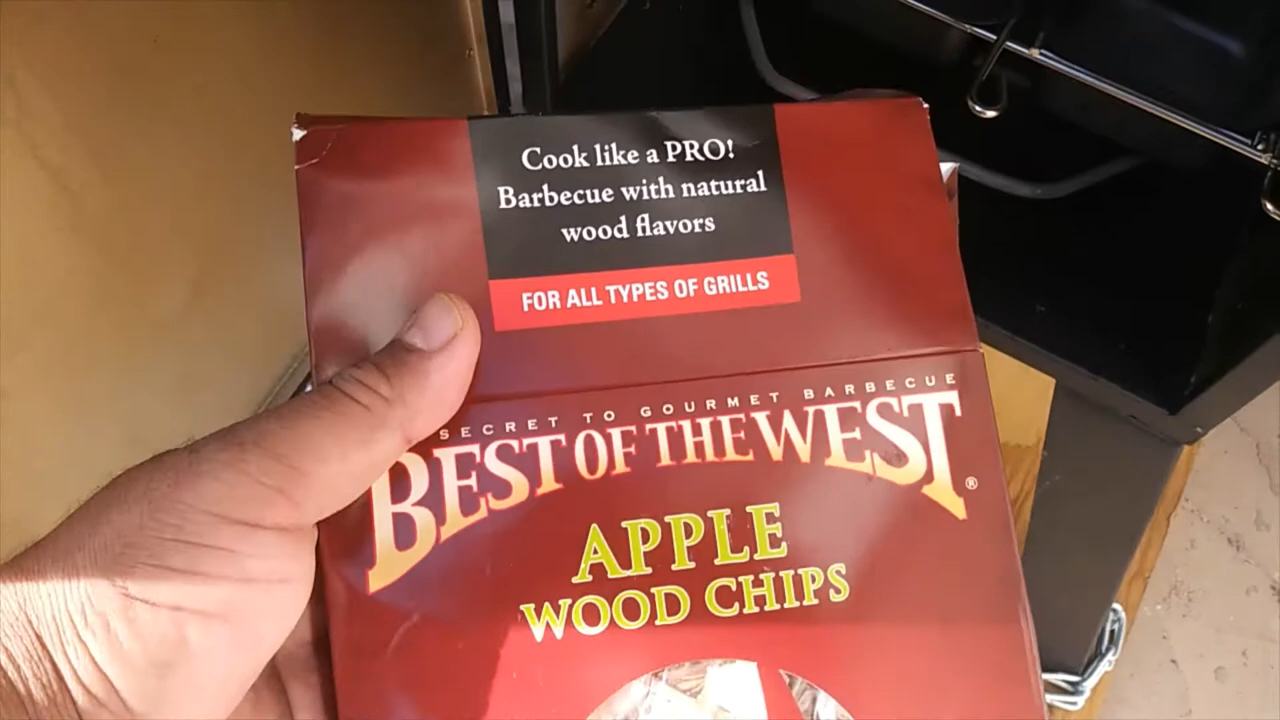 Cook like a PRO!
Barbecue with natural
wood flavors
FOR ALL TYPES OF GRILLS
SECRET TO GOURMET BARBECUE
BEST OF THE WEST®
APPLE
WOOD CHIPS